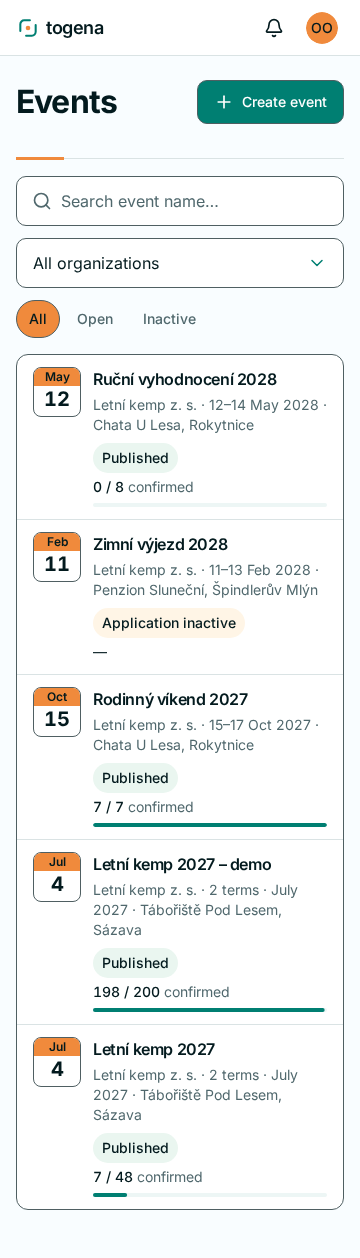 togena
OO
Events
Create event
Search event name...
All organizations
All
Open
Inactive
May
12
Ruční vyhodnocení 2028
Letní kemp z. s. · 12–14 May 2028 ·
Chata U Lesa, Rokytnice
Published
0 / 8 confirmed
Feb
11
Zimní výjezd 2028
Letní kemp z. s. · 11–13 Feb 2028 ·
Penzion Sluneční, Špindlerův Mlýn
Application inactive
—
Oct
15
Rodinný víkend 2027
Letní kemp z. s. · 15–17 Oct 2027 ·
Chata U Lesa, Rokytnice
Published
7 / 7 confirmed
Jul
4
Letní kemp 2027 – demo
Letní kemp z. s. · 2 terms · July
2027 · Tábořiště Pod Lesem,
Sázava
Published
198 / 200 confirmed
Jul
4
Letní kemp 2027
Letní kemp z. s. · 2 terms · July
2027 · Tábořiště Pod Lesem,
Sázava
Published
7 / 48 confirmed